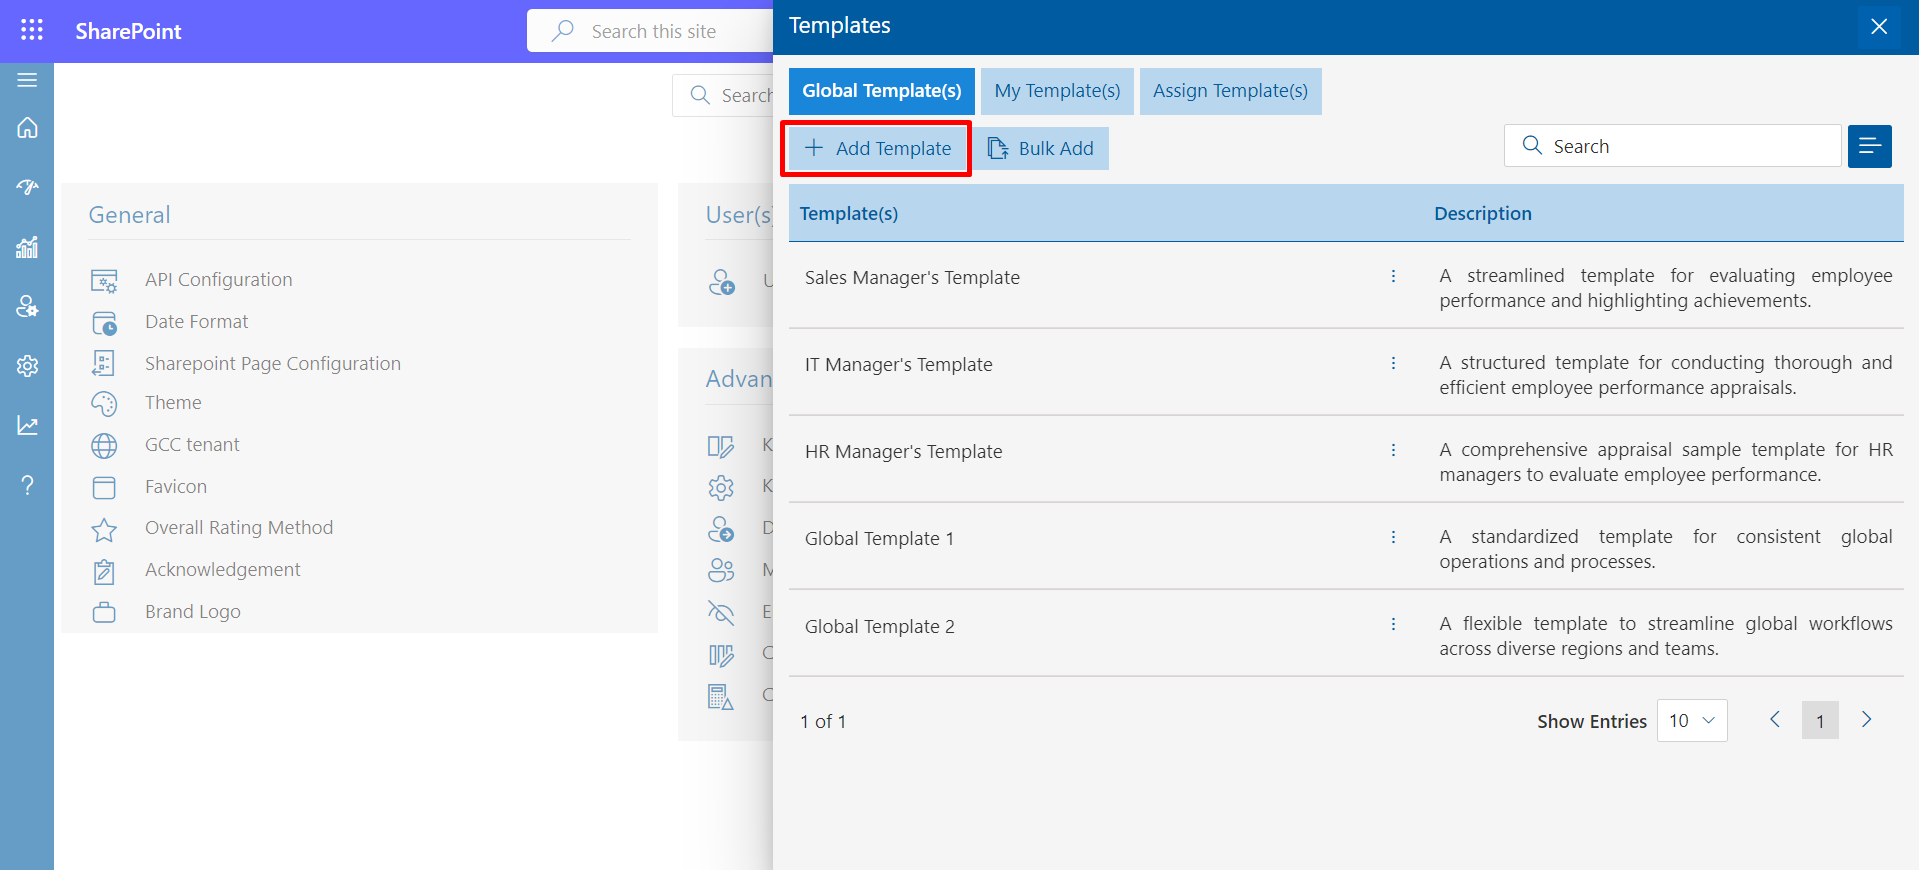 SharePoint
Search this site
Templates
Global Template(s)
My Template(s)
Assign Template(s)
Search
Add Template
Bulk Add
Search
General
User(s)
Template(s)
Description
API Configuration
Date Format
Sharepoint Page Configuration
Theme
GCC tenant
Favicon
Overall Rating Method
Acknowledgement
Brand Logo
Advan
Sales Manager's Template
A streamlined template for evaluating employee
performance and highlighting achievements.
IT Manager's Template
A structured template for conducting thorough and
efficient employee performance appraisals.
HR Manager's Template
A comprehensive appraisal sample template for HR
managers to evaluate employee performance.
Global Template 1
A standardized template for consistent global
operations and processes.
Global Template 2
A flexible template to streamline global workflows
across diverse regions and teams.
1 of 1
Show Entries
10
1